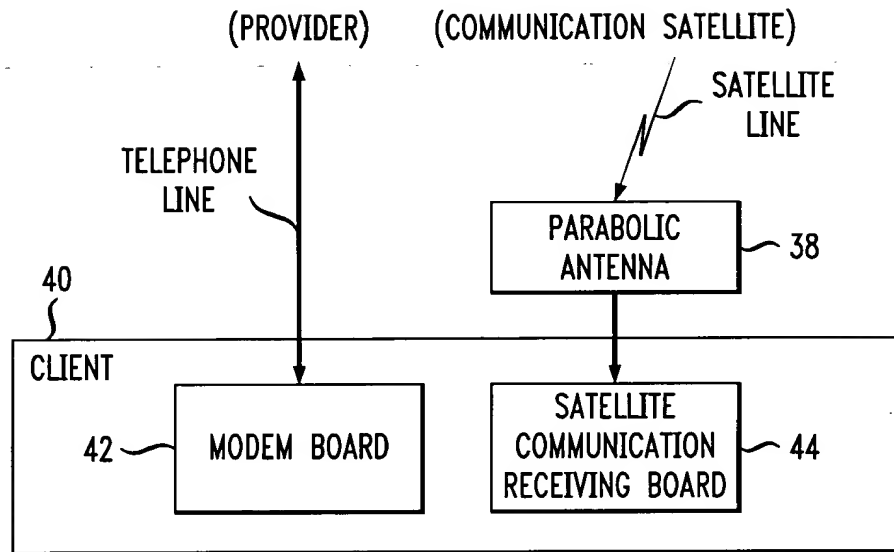 (PROVIDER)
(COMMUNICATION SATELLITE)
SATELLITE
LINE
TELEPHONE
LINE
PARABOLIC
ANTENNA
38
40
CLIENT
42
MODEM BOARD
SATELLITE
COMMUNICATION
RECEIVING BOARD
44